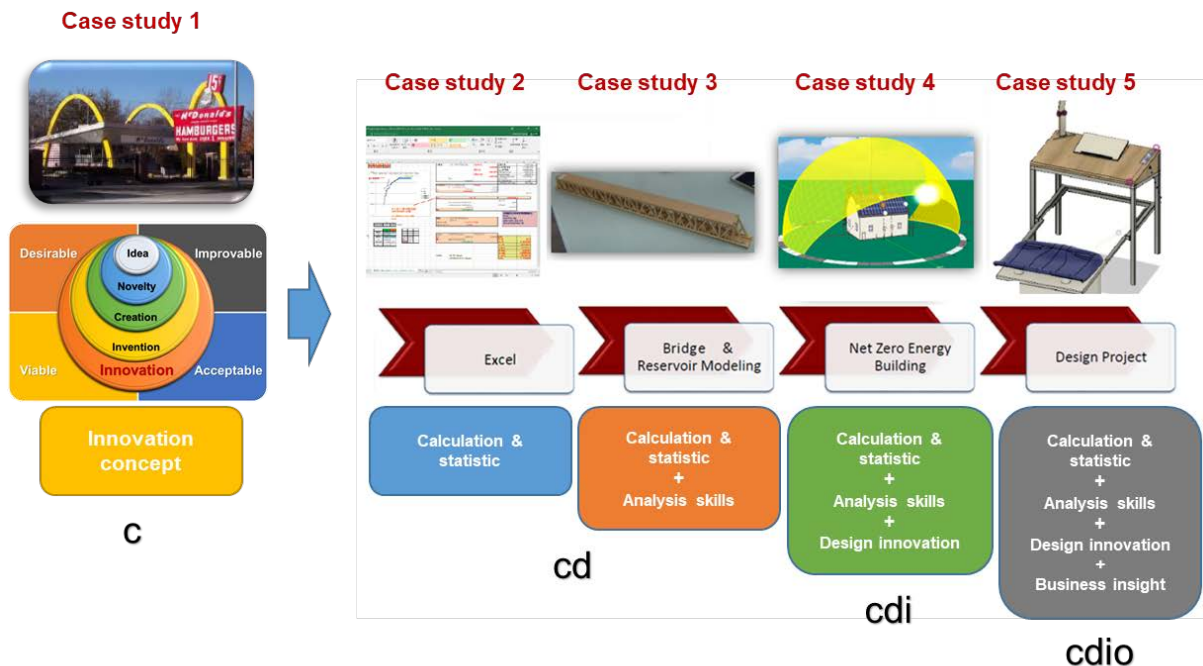 Case study 1
15¢
McDonald's
HAMBURGERS
Desirable
Improvable
Idea
Novelty
Creation
Invention
Innovation
Viable
Acceptable
Innovation
concept
c
Case study 2
Case study 3
Case study 4
Case study 5
Excel
Bridge &
Reservoir Modeling
Net Zero Energy
Building
Design Project
Calculation &
statistic
Calculation &
statistic
+
Analysis skills
Calculation &
statistic
+
Analysis skills
+
Design innovation
Calculation &
statistic
+
Analysis skills
+
Design innovation
+
Business insight
cd
cdi
cdio